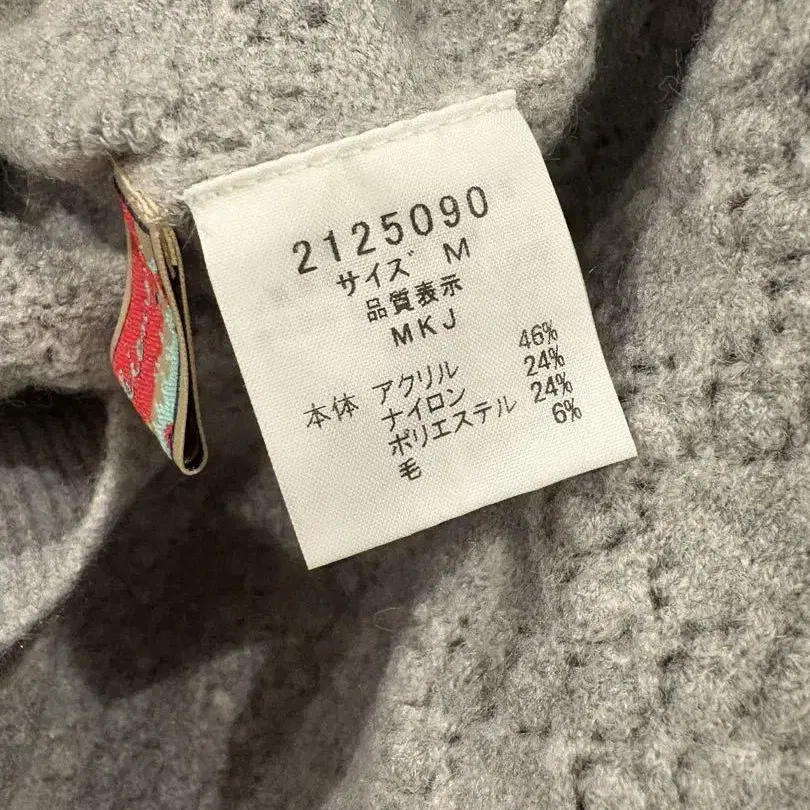 2125090
サイズ M
品質表示
MKJ
本体 アクリル 46%
ナイロン 24%
ポリエステル 24%
毛 6%